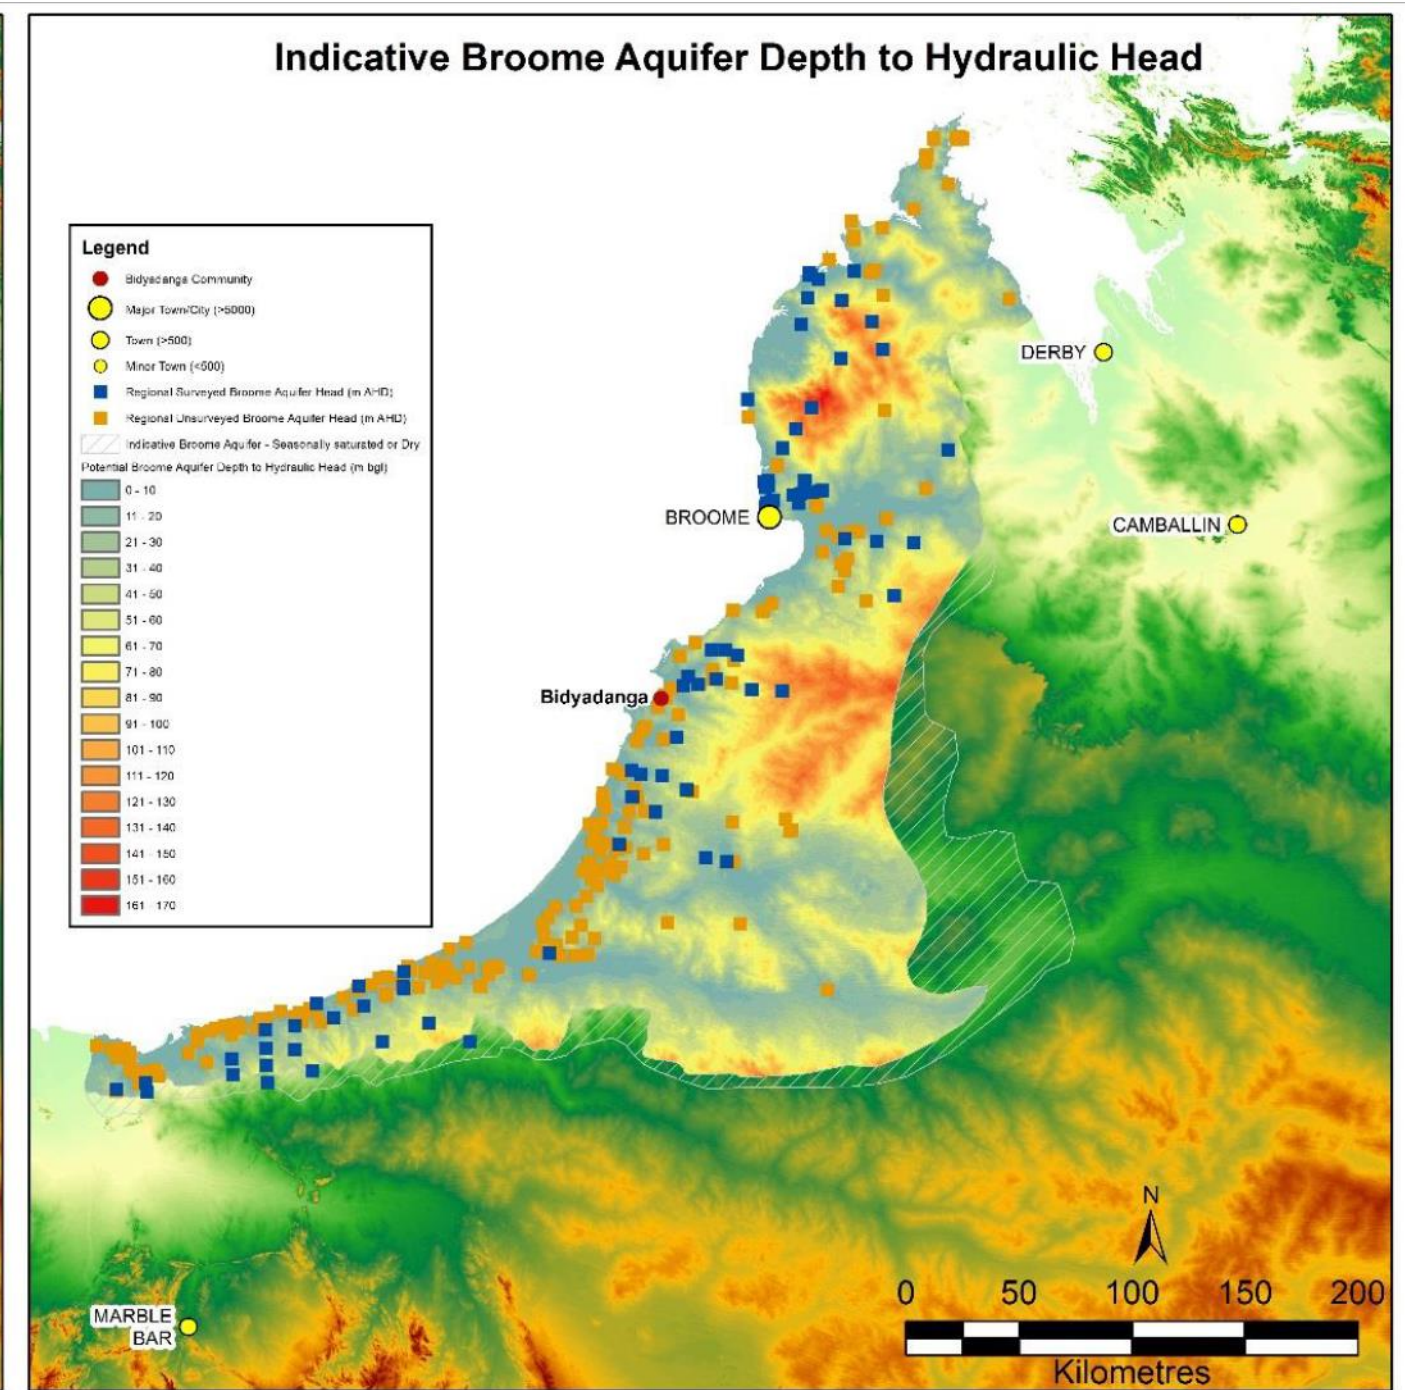 Indicative Broome Aquifer Depth to Hydraulic Head
Legend
Bidyadanga Community
Major Town/City (>5000)
Town (>500)
Minor Town (<500)
Regional Surveyed Broome Aquifer Head (m AHD)
Regional Unsurveyed Broome Aquifer Head (m AHD)
Indicative Broome Aquifer - Seasonally saturated or Dry
Potential Broome Aquifer Depth to Hydraulic Head (m bgl)
0 - 10
11 - 20
21 - 30
31 - 40
41 - 50
51 - 60
61 - 70
71 - 80
81 - 90
91 - 100
101 - 110
111 - 120
121 - 130
131 - 140
141 - 150
151 - 160
161 - 170
DERBY
BROOME
CAMBALLIN
Bidyadanga
MARBLE
BAR
N
0 50 100 150 200
Kilometres